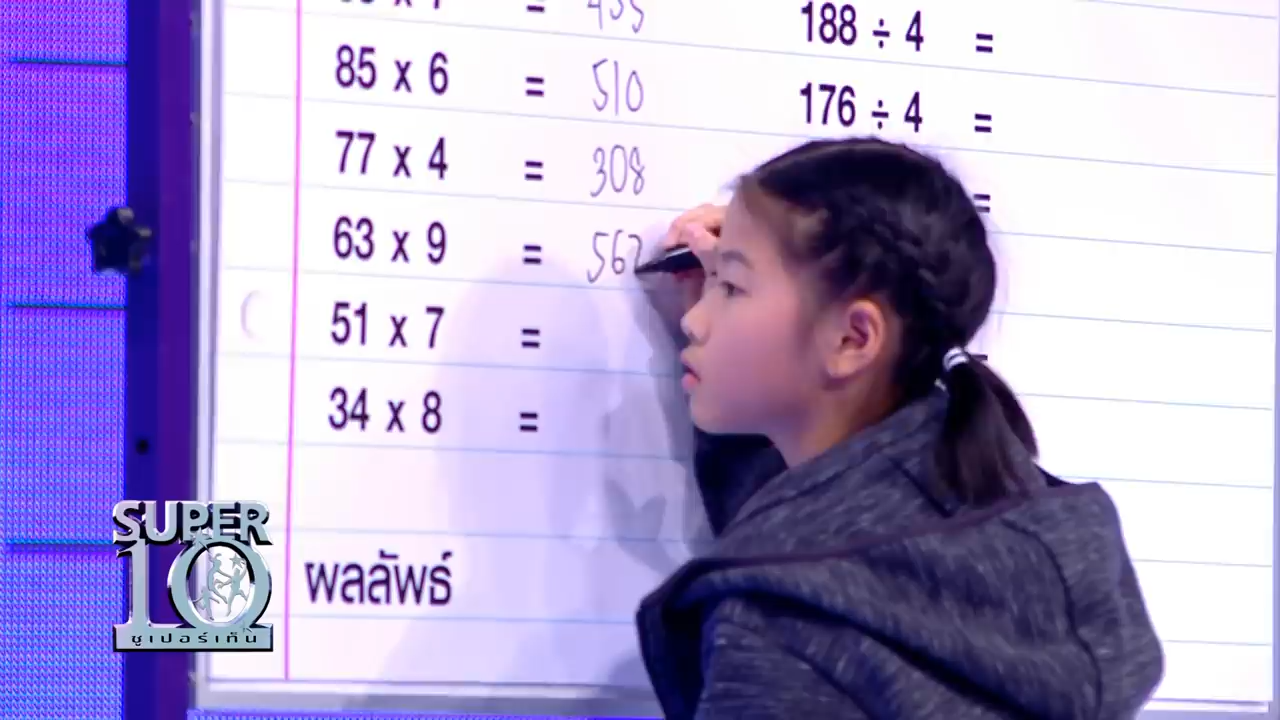 = 455
85 x 6 = 510
77 x 4 = 308
63 x 9 = 567
51 x 7 =
34 x 8 =
ผลลัพธ์
188 ÷ 4 =
176 ÷ 4 =
=
=
SUPER
10
ซูเปอร์เท็น